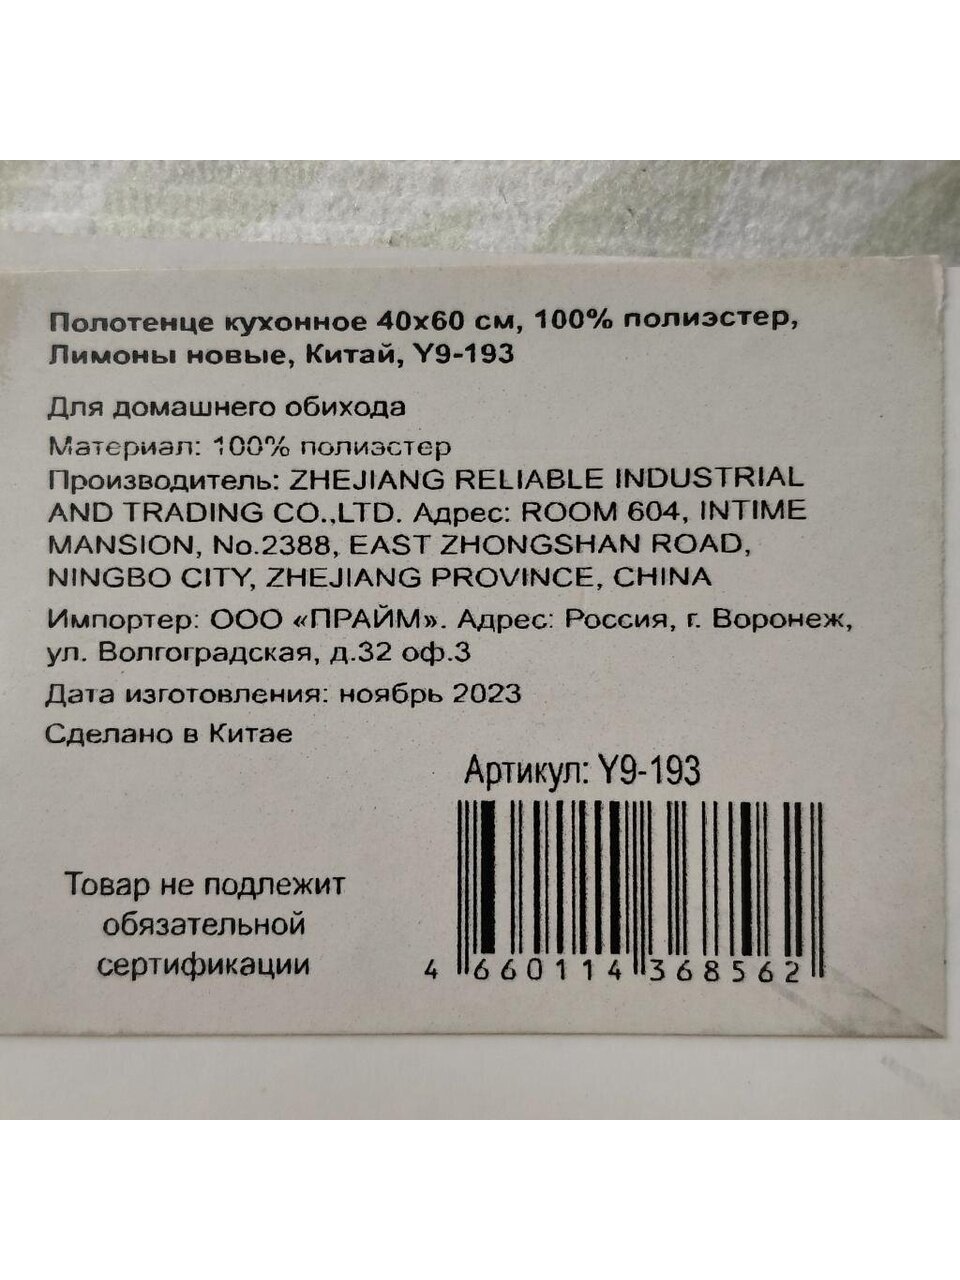 Полотенце кухонное 40х60 см, 100% полиэстер,
Лимоны новые, Китай, Y9-193
Для домашнего обихода
Материал: 100% полиэстер
Производитель: ZHEJIANG RELIABLE INDUSTRIAL
AND TRADING CO.,LTD. Адрес: ROOM 604, INTIME
MANSION, No.2388, EAST ZHONGSHAN ROAD,
NINGBO CITY, ZHEJIANG PROVINCE, CHINA
Импортер: ООО «ПРАЙМ». Адрес: Россия, г. Воронеж,
ул. Волгоградская, д.32 оф.3
Дата изготовления: ноябрь 2023
Сделано в Китае
Артикул: Y9-193
Товар не подлежит
обязательной
сертификации
4 660114 368562